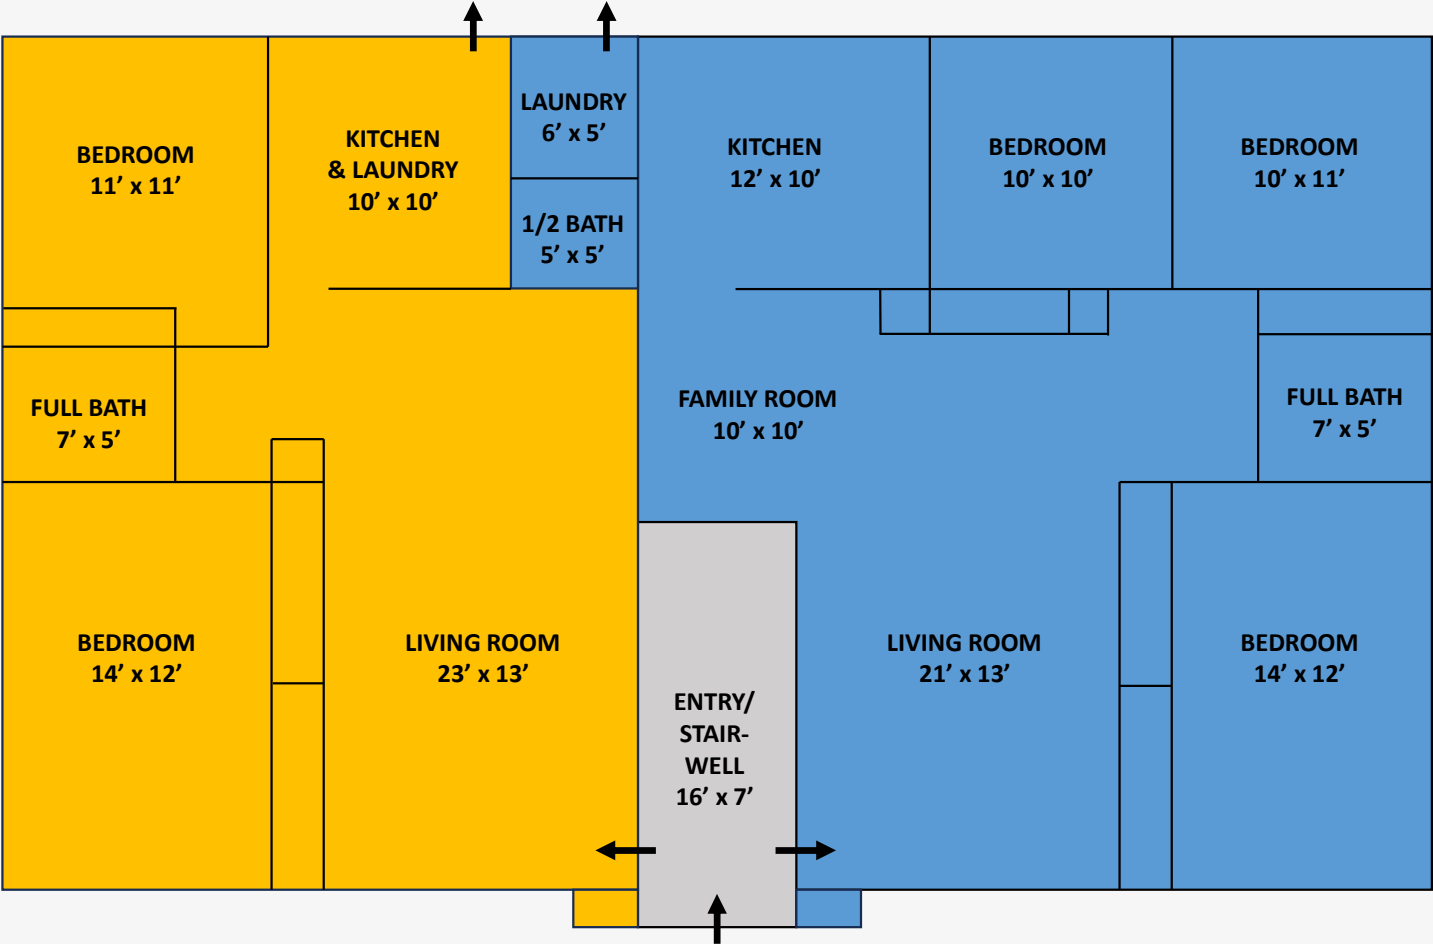 BEDROOM
11’ x 11’
KITCHEN
& LAUNDRY
10’ x 10’
LAUNDRY
6’ x 5’
1/2 BATH
5’ x 5’
KITCHEN
12’ x 10’
BEDROOM
10’ x 10’
BEDROOM
10’ x 11’
FULL BATH
7’ x 5’
FAMILY ROOM
10’ x 10’
FULL BATH
7’ x 5’
BEDROOM
14’ x 12’
LIVING ROOM
23’ x 13’
ENTRY/
STAIR-
WELL
16’ x 7’
LIVING ROOM
21’ x 13’
BEDROOM
14’ x 12’